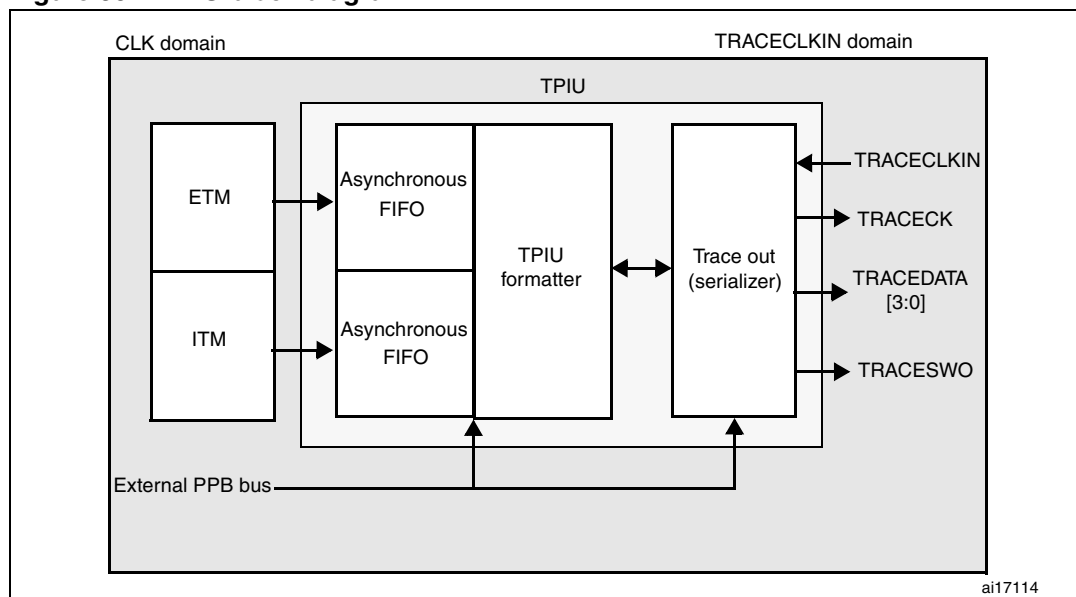 CLK domain
TRACECLKIN domain
TPIU
ETM
Asynchronous
FIFO
TPIU
formatter
Trace out
(serializer)
TRACECLKIN
TRACECK
TRACEDATA
[3:0]
ITM
Asynchronous
FIFO
TRACESWO
External PPB bus
ai17114